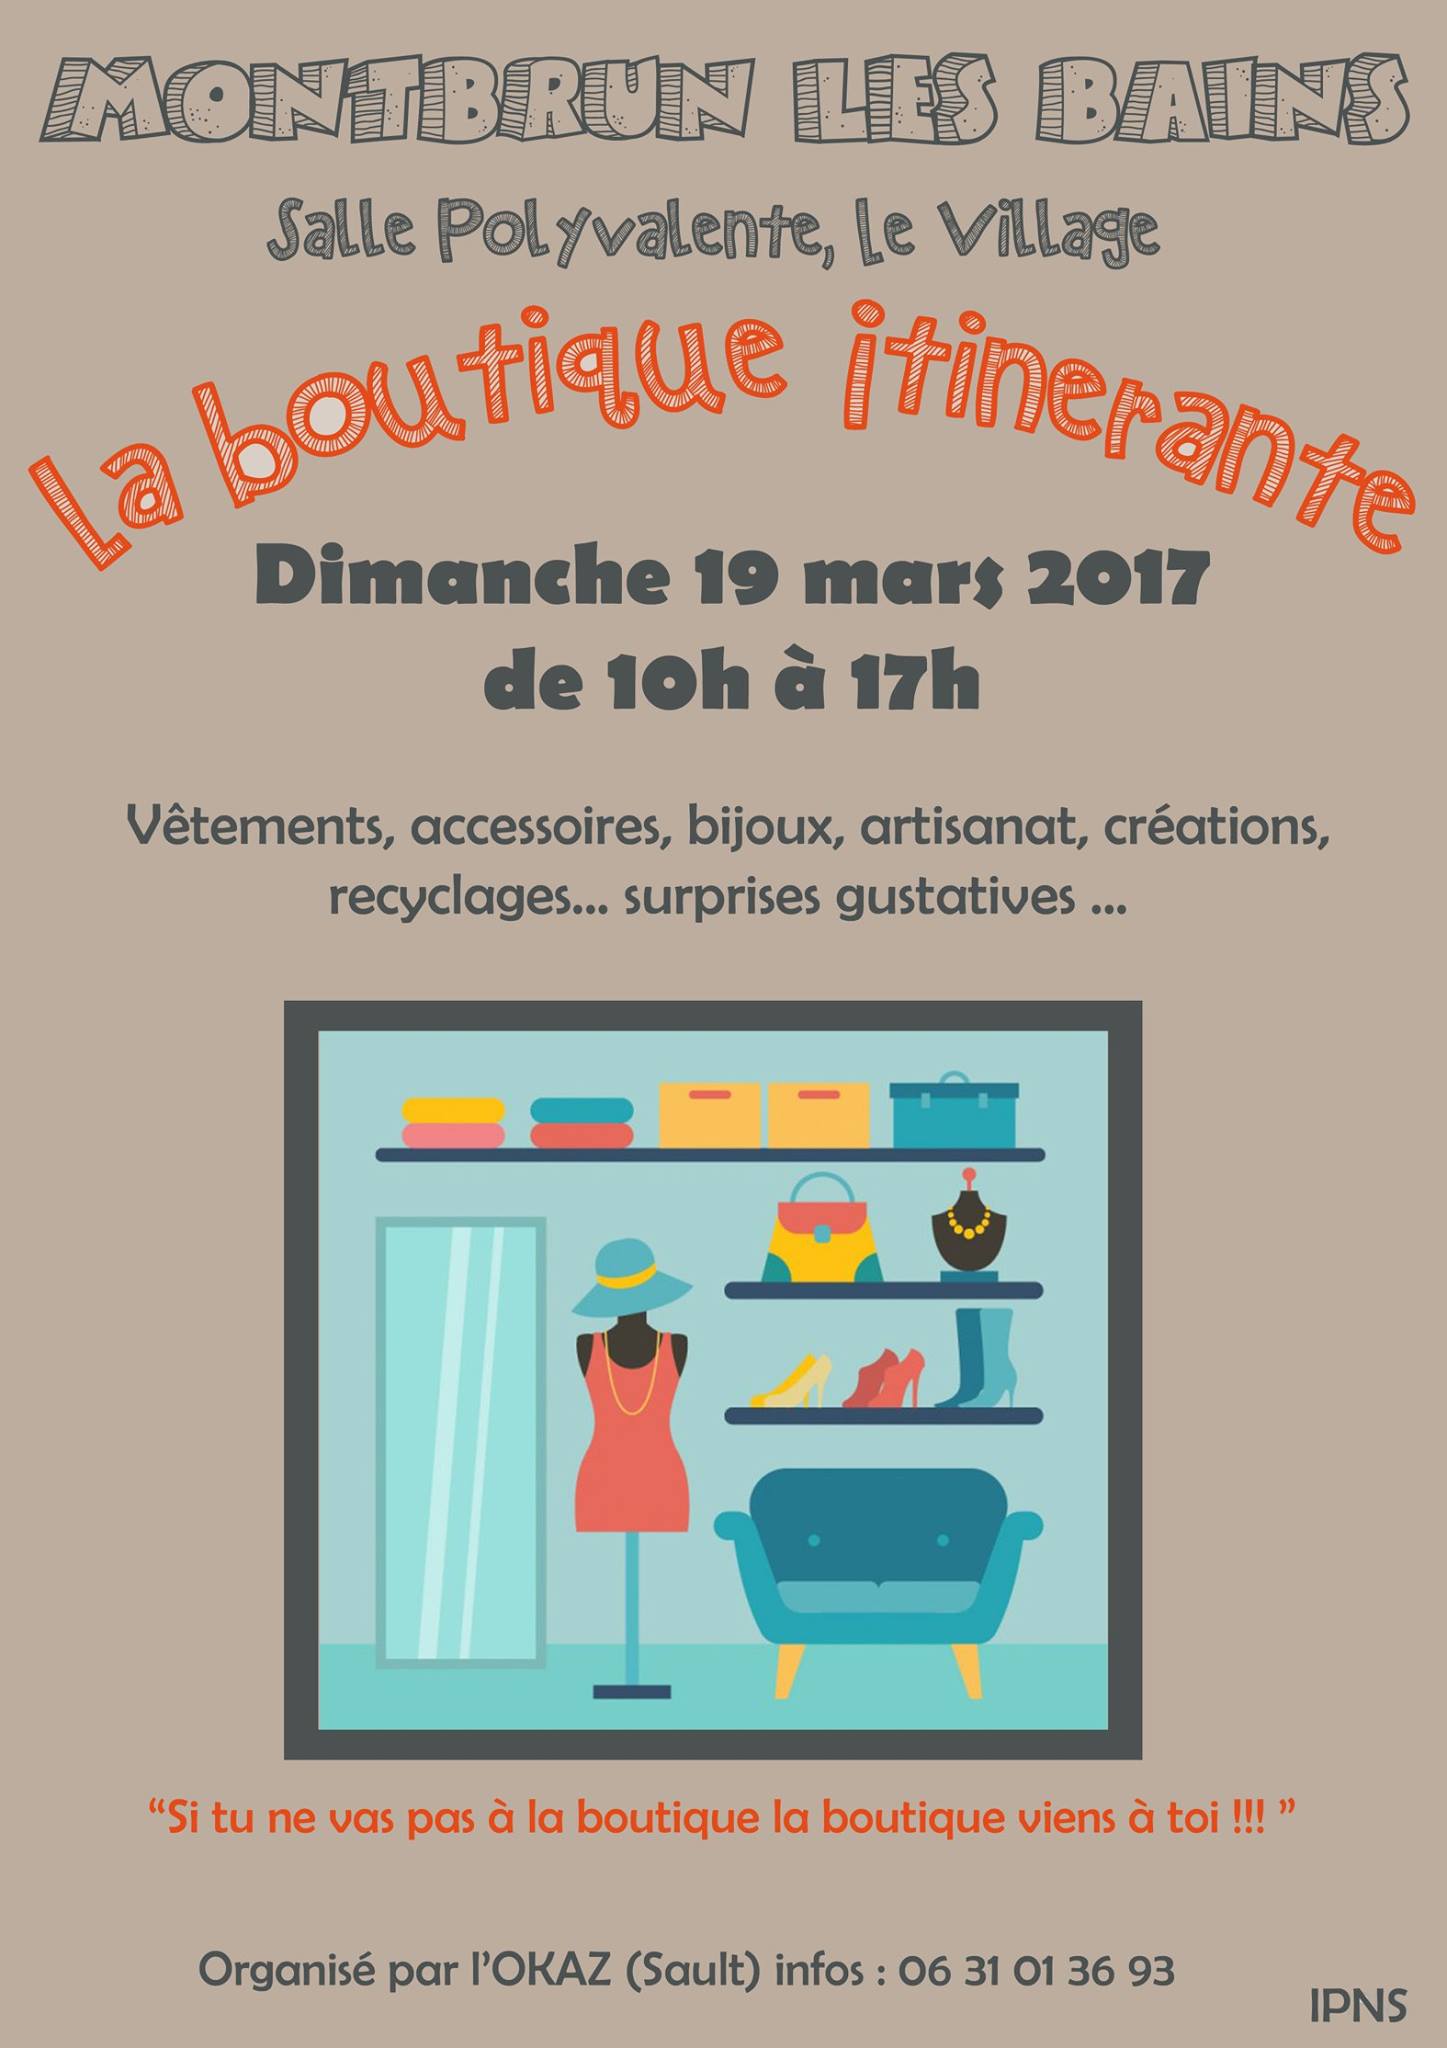 MONTBRUN LES BAINS
Salle Polyvalente, Le Village
La boutique itinerante
Dimanche 19 mars 2017
de 10h à 17h
Vêtements, accessoires, bijoux, artisanat, créations,
recyclages... surprises gustatives ...
“Si tu ne vas pas à la boutique la boutique viens à toi !!! ”
Organisé par l’OKAZ (Sault) infos : 06 31 01 36 93
IPNS